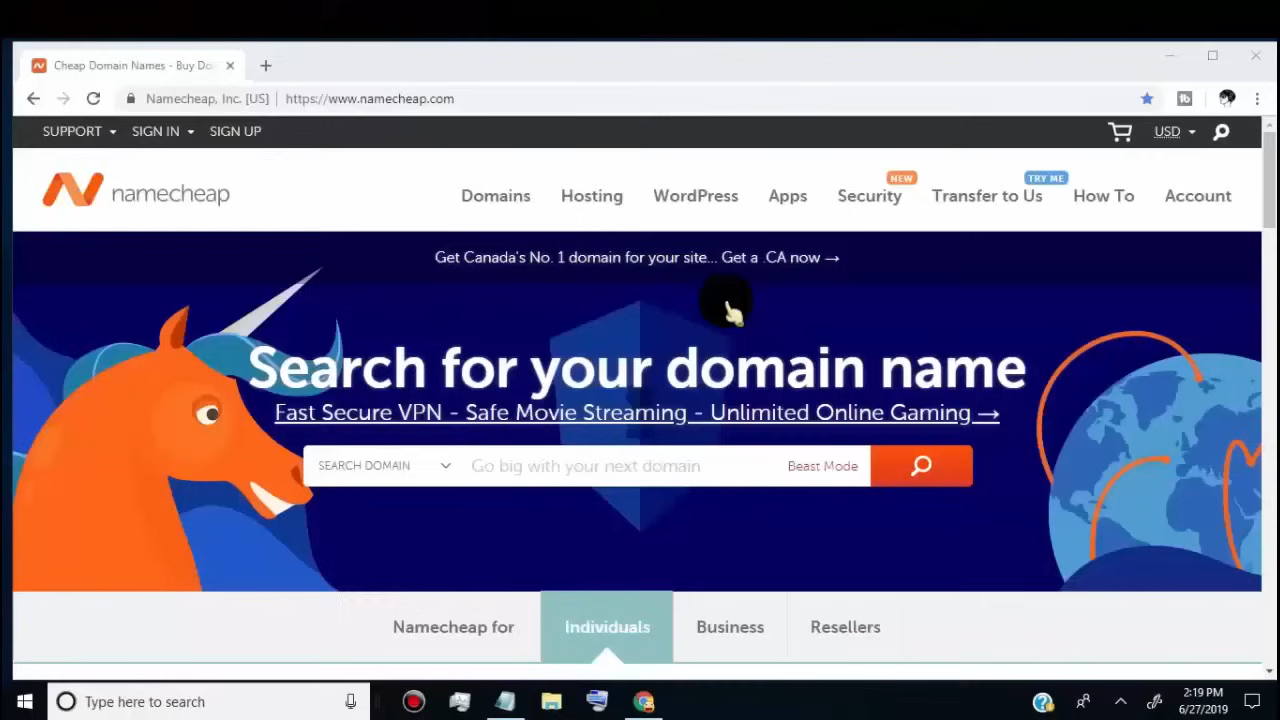 Cheap Domain Names - Buy Do
Namecheap, Inc. [US] https://www.namecheap.com
SUPPORT SIGN IN SIGN UP USD
NEW TRY ME
namecheap Domains Hosting WordPress Apps Security Transfer to Us How To Account
Get Canada's No. 1 domain for your site... Get a .CA now →
Search for your domain name
Fast Secure VPN - Safe Movie Streaming - Unlimited Online Gaming →
SEARCH DOMAIN Go big with your next domain Beast Mode
Namecheap for Individuals Business Resellers
Type here to search
2:19 PM
6/27/2019